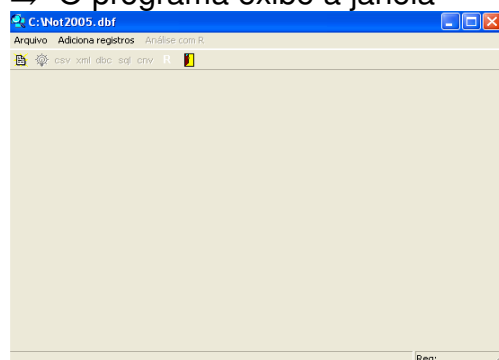 ⇒ O programa exibe a janela
C:\Not2005.dbf
Arquivo Adiciona registros Análise com R
csv xml dbc sql cnv R
Reg: